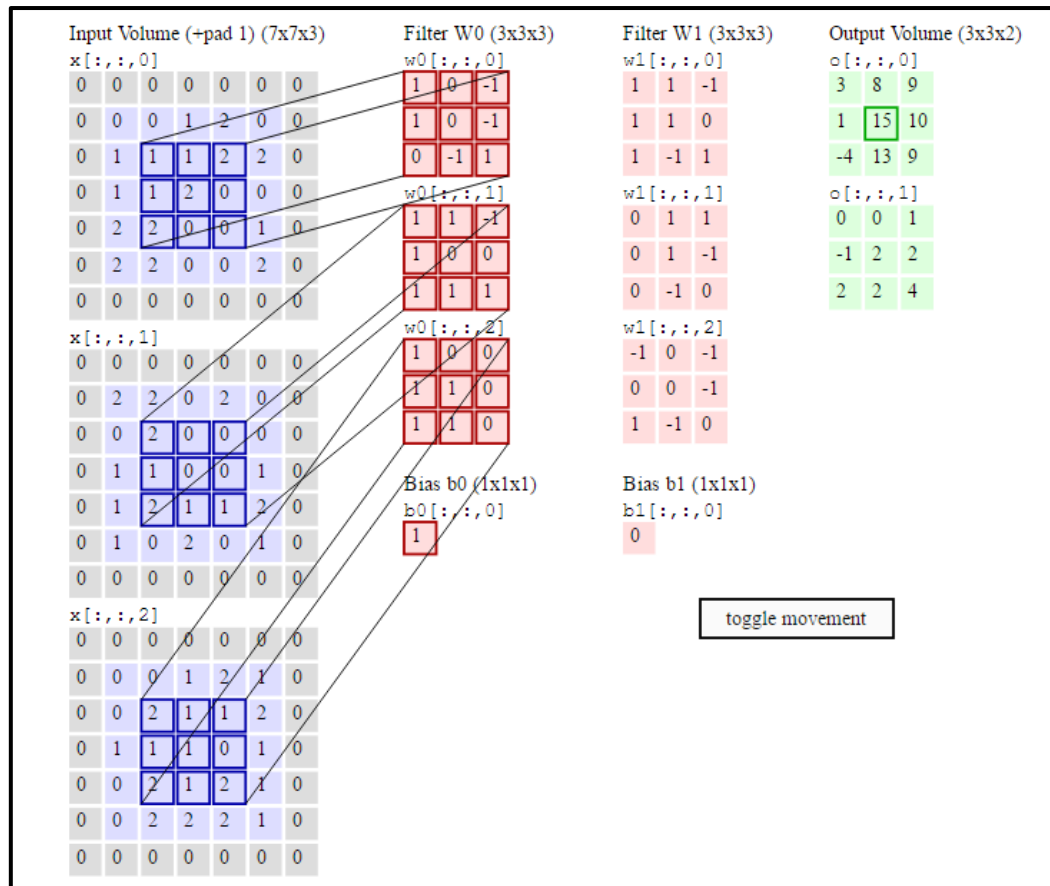 Input Volume (+pad 1) (7x7x3)
x[:,:,0]
0 0 0 0 0 0 0
0 0 0 1 2 0 0
0 1 1 1 2 2 0
0 1 1 2 0 0 0
0 2 2 0 0 1 0
0 2 2 0 0 2 0
0 0 0 0 0 0 0
x[:,:,1]
0 0 0 0 0 0 0
0 2 2 0 2 0 0
0 0 2 0 0 0 0
0 1 1 0 0 1 0
0 1 2 1 1 2 0
0 1 0 2 0 1 0
0 0 0 0 0 0 0
x[:,:,2]
0 0 0 0 0 0 0
0 0 0 1 2 1 0
0 0 2 1 1 2 0
0 1 1 1 0 1 0
0 0 2 1 2 1 0
0 0 2 2 2 1 0
0 0 0 0 0 0 0
Filter W0 (3x3x3)
w0[:,:,0]
1 0 -1
1 0 -1
0 -1 1
w0[:,:,1]
1 1 -1
1 0 0
1 1 1
w0[:,:,2]
1 0 0
1 1 0
1 1 0
Bias b0 (1x1x1)
b0[:,:,0]
1
Filter W1 (3x3x3)
w1[:,:,0]
1 1 -1
1 1 0
1 -1 1
w1[:,:,1]
0 1 1
0 1 -1
0 -1 0
w1[:,:,2]
-1 0 -1
0 0 -1
1 -1 0
Bias b1 (1x1x1)
b1[:,:,0]
0
Output Volume (3x3x2)
o[:,:,0]
3 8 9
1 15 10
-4 13 9
o[:,:,1]
0 0 1
-1 2 2
2 2 4
toggle movement